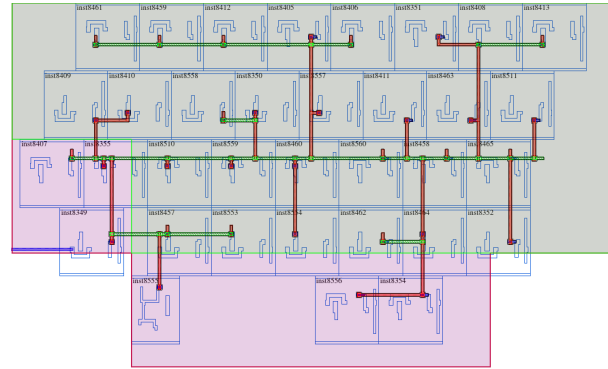 inst8461 inst8459 inst8412 inst8405 inst8406 inst8351 inst8408 inst8413
inst8409 inst8410 inst8558 inst8350 inst8557 inst8411 inst8463 inst8511
inst8407 inst8355 inst8510 inst8559 inst8460 inst8560 inst8458 inst8465
inst8349 inst8457 inst8553 inst8554 inst8462 inst8464 inst8352
inst8555 inst8556 inst8354